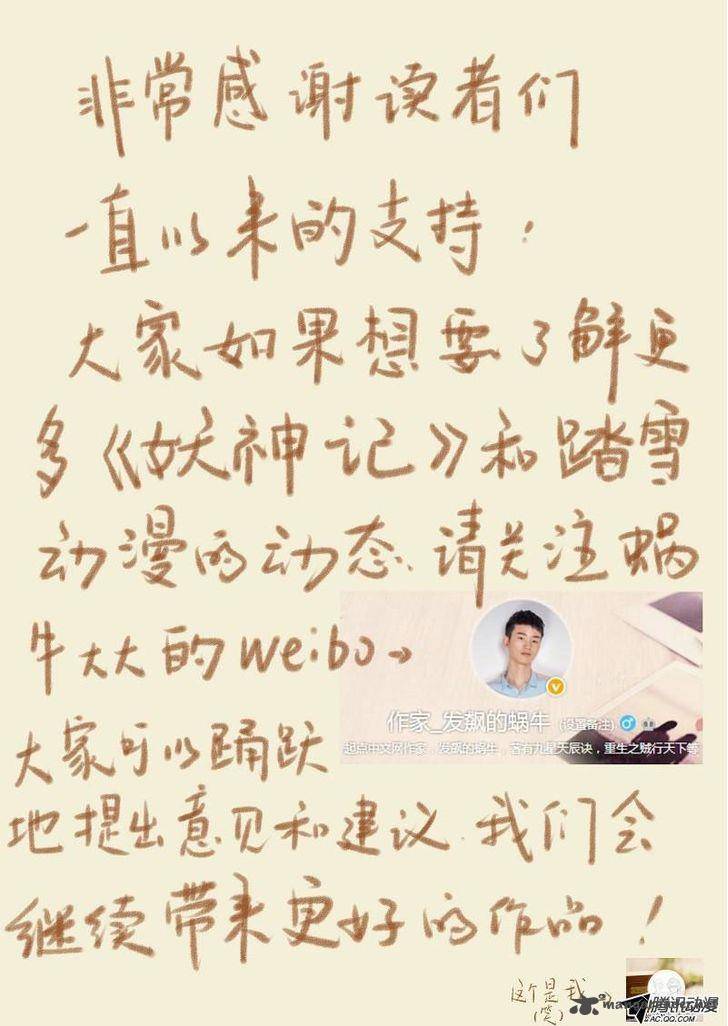 非常感谢读者们
一直以来的支持,
大家如果想要了解更
多《妖神记》和踏雪
动漫的动态,请关注蜗
牛大大的weibo→
作家_发飙的蜗牛 (设置备注)
起点中文网作家,发飙的蜗牛,著有九星天辰诀,重生之贼行天下等
大家可以踊跃
地提出意见和建议.我们会
继续带来更好的作品!
这个是我→
(笑)
腾讯动漫
AC.QQ.COM